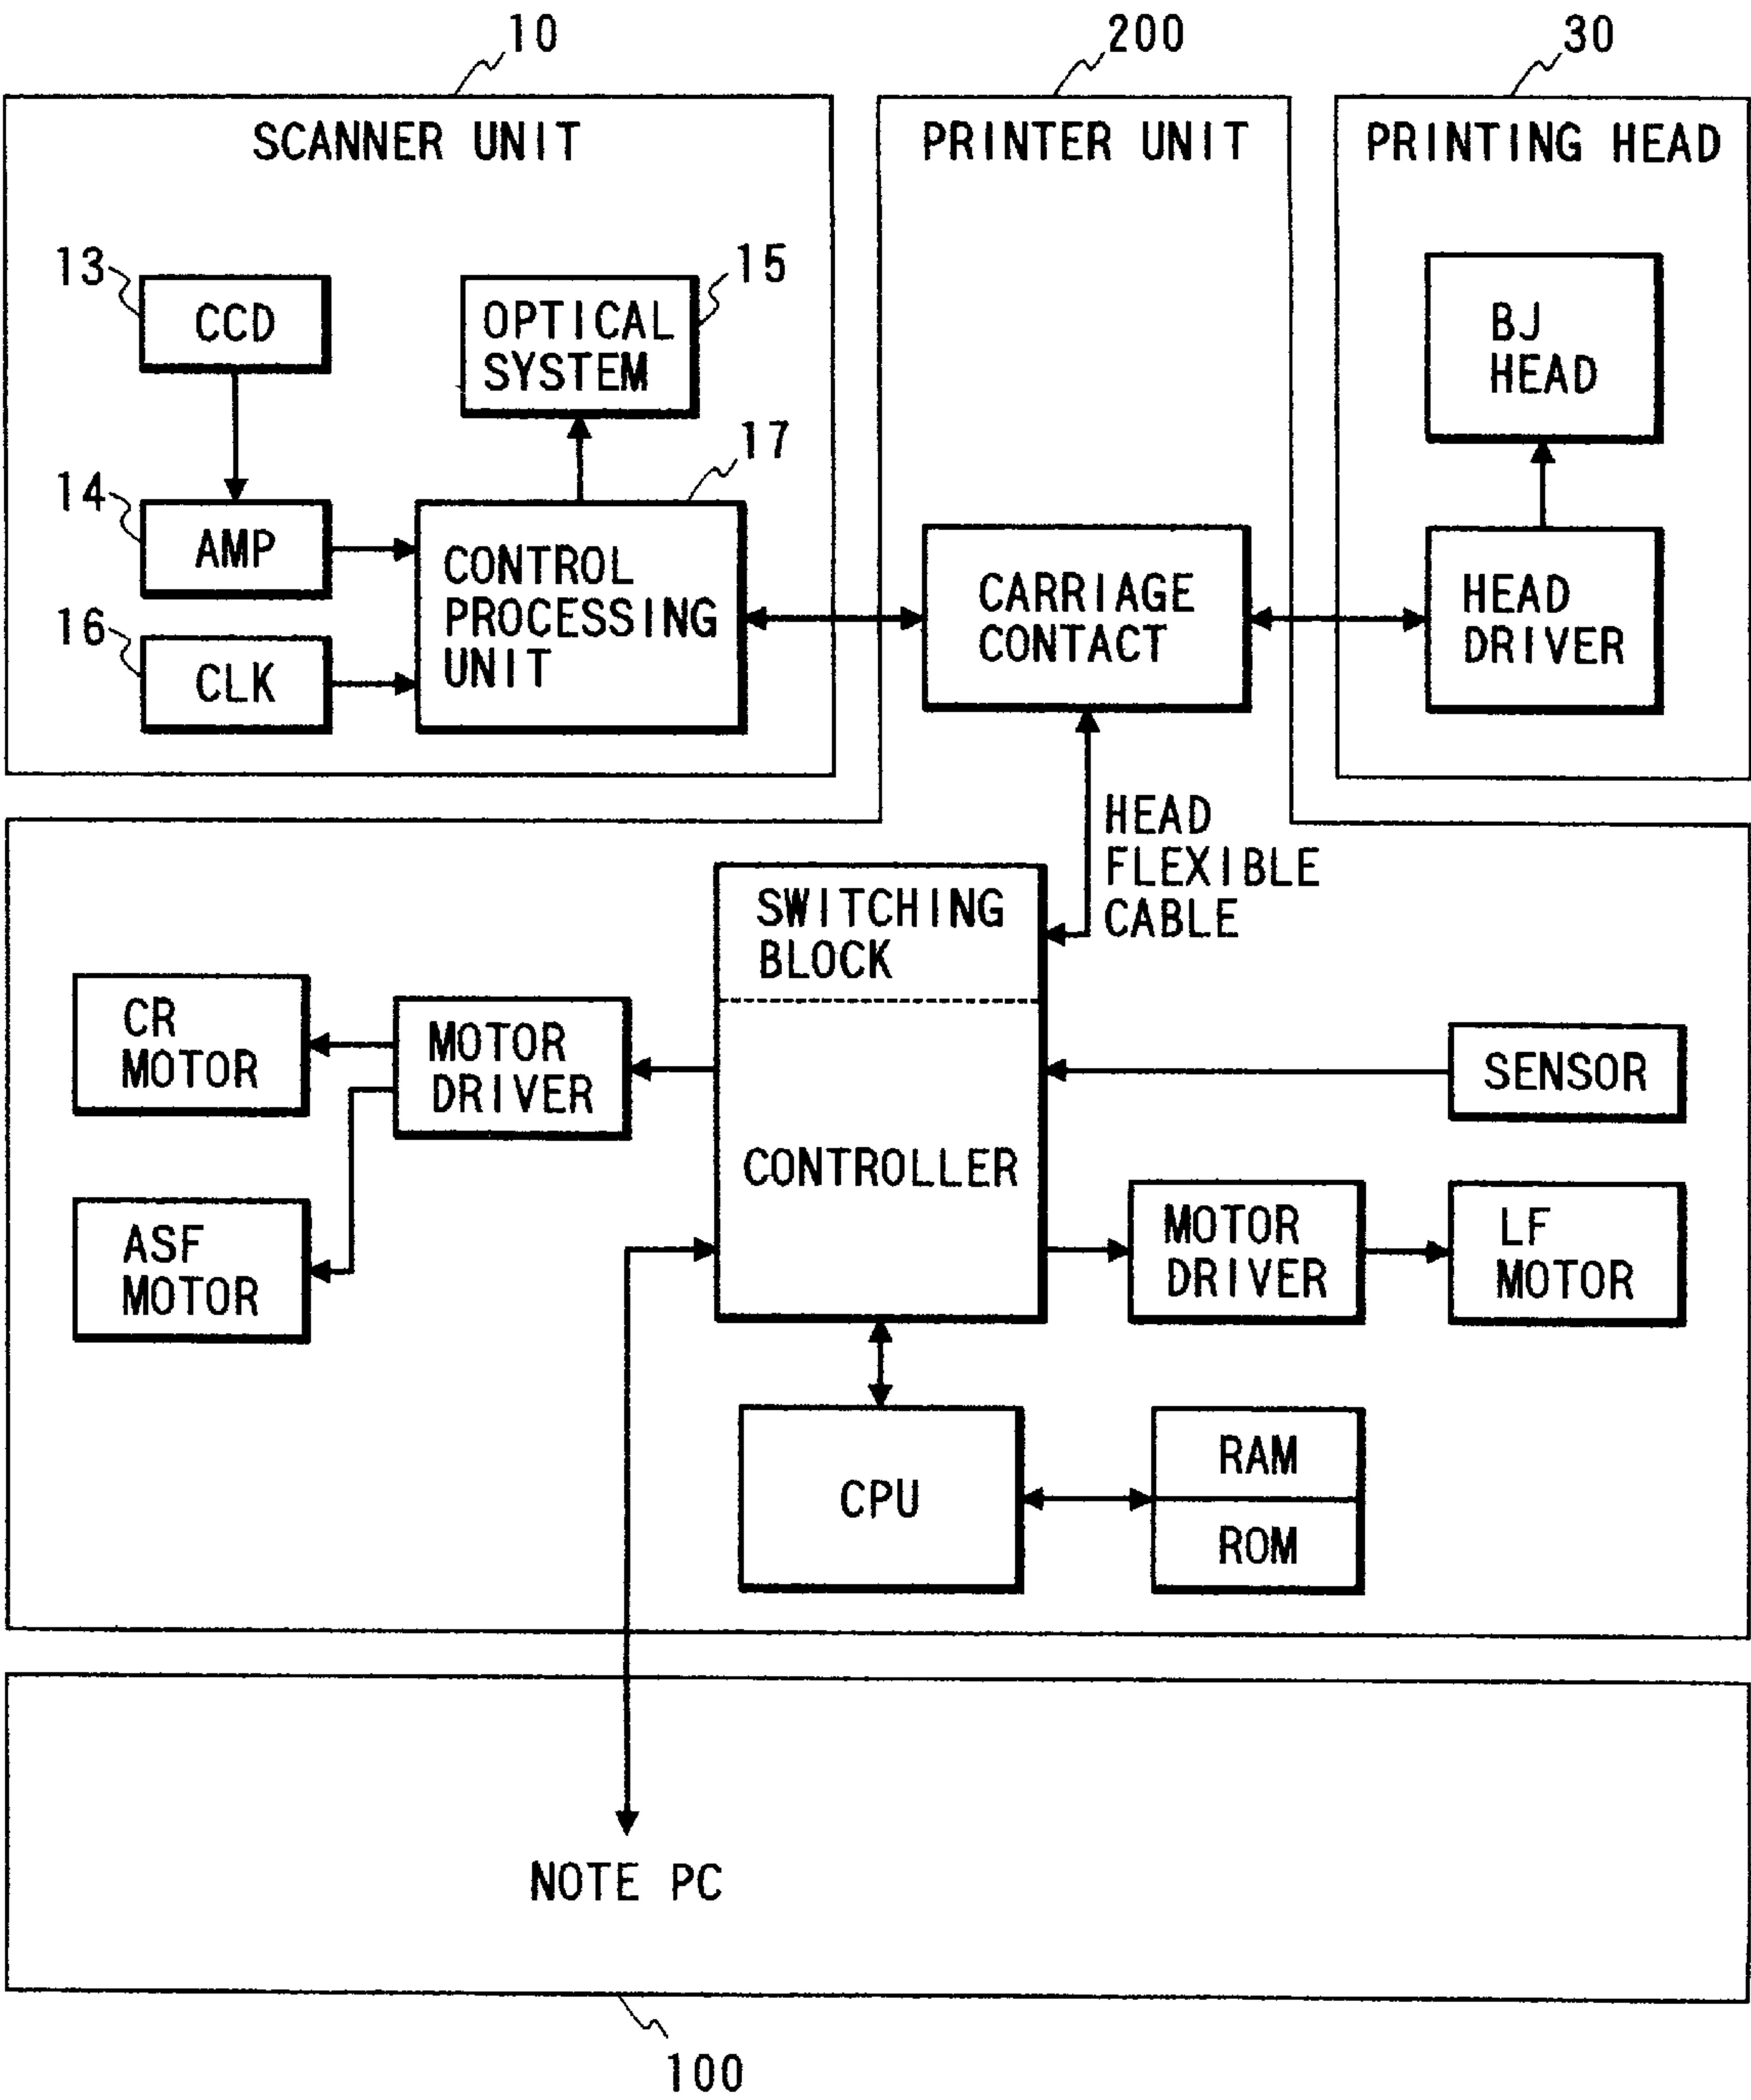 10
200
30
SCANNER UNIT
PRINTER UNIT
PRINTING HEAD
13
CCD
OPTICAL
SYSTEM
15
BJ
HEAD
14
AMP
17
CONTROL
PROCESSING
UNIT
16
CLK
CARRIAGE
CONTACT
HEAD
DRIVER
HEAD
FLEXIBLE
CABLE
SWITCHING
BLOCK
CR
MOTOR
MOTOR
DRIVER
SENSOR
CONTROLLER
ASF
MOTOR
MOTOR
DRIVER
LF
MOTOR
CPU
RAM
ROM
NOTE PC
100